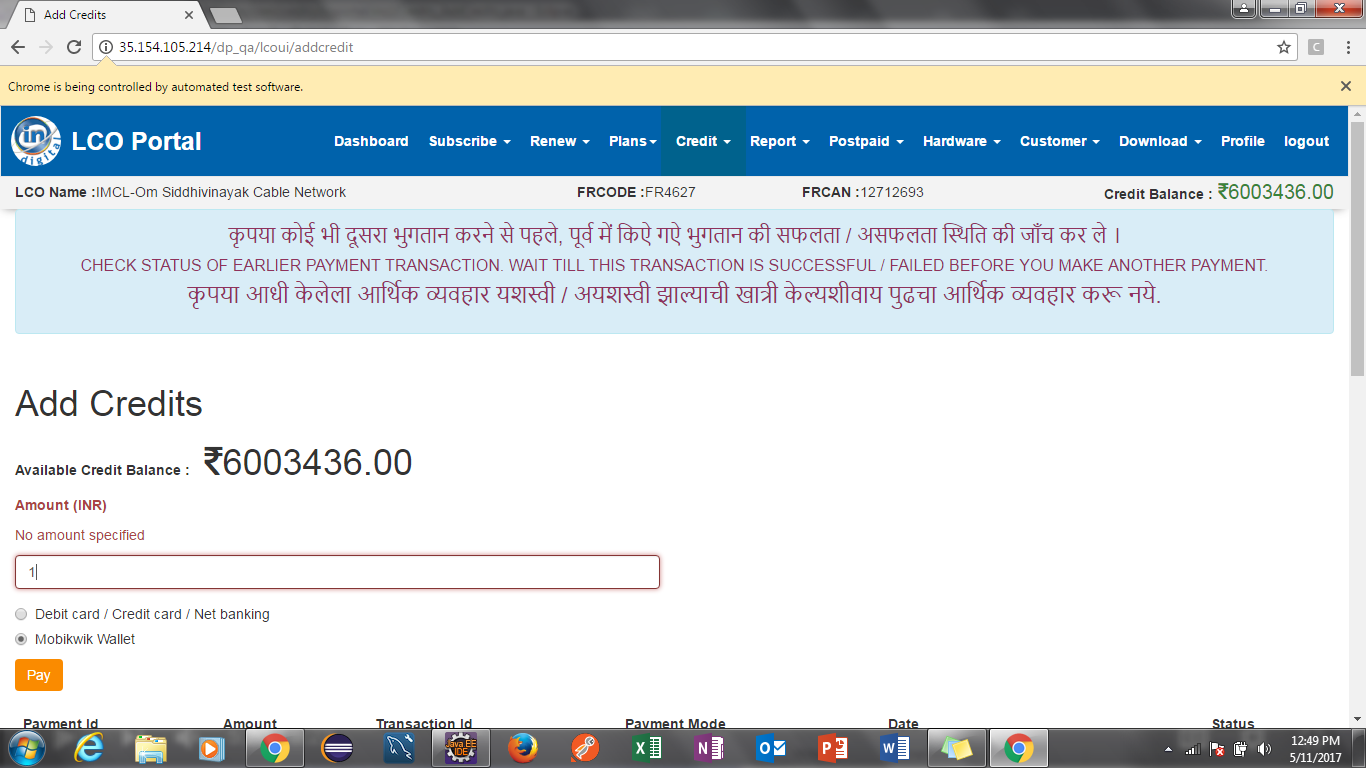 Add Credits
35.154.105.214/dp_qa/lcoui/addcredit
C
Chrome is being controlled by automated test software.
in digital LCO Portal Dashboard Subscribe Renew Plans Credit Report Postpaid Hardware Customer Download Profile logout
LCO Name :IMCL-Om Siddhivinayak Cable Network FRCODE :FR4627 FRCAN :12712693 Credit Balance : ₹6003436.00
कृपया कोई भी दूसरा भुगतान करने से पहले, पूर्व में किऐ गऐ भुगतान की सफलता / असफलता स्थिति की जाँच कर ले ।
CHECK STATUS OF EARLIER PAYMENT TRANSACTION. WAIT TILL THIS TRANSACTION IS SUCCESSFUL / FAILED BEFORE YOU MAKE ANOTHER PAYMENT.
कृपया आधी केलेला आर्थिक व्यवहार यशस्वी / अयशस्वी झाल्याची खात्री केल्यशीवाय पुढचा आर्थिक व्यवहार करू नये.
Add Credits
Available Credit Balance : ₹6003436.00
Amount (INR)
No amount specified
1
Debit card / Credit card / Net banking
Mobikwik Wallet
Pay
Payment Id Amount Transaction Id Payment Mode Date Status
Java EE IDE
12:49 PM
5/11/2017